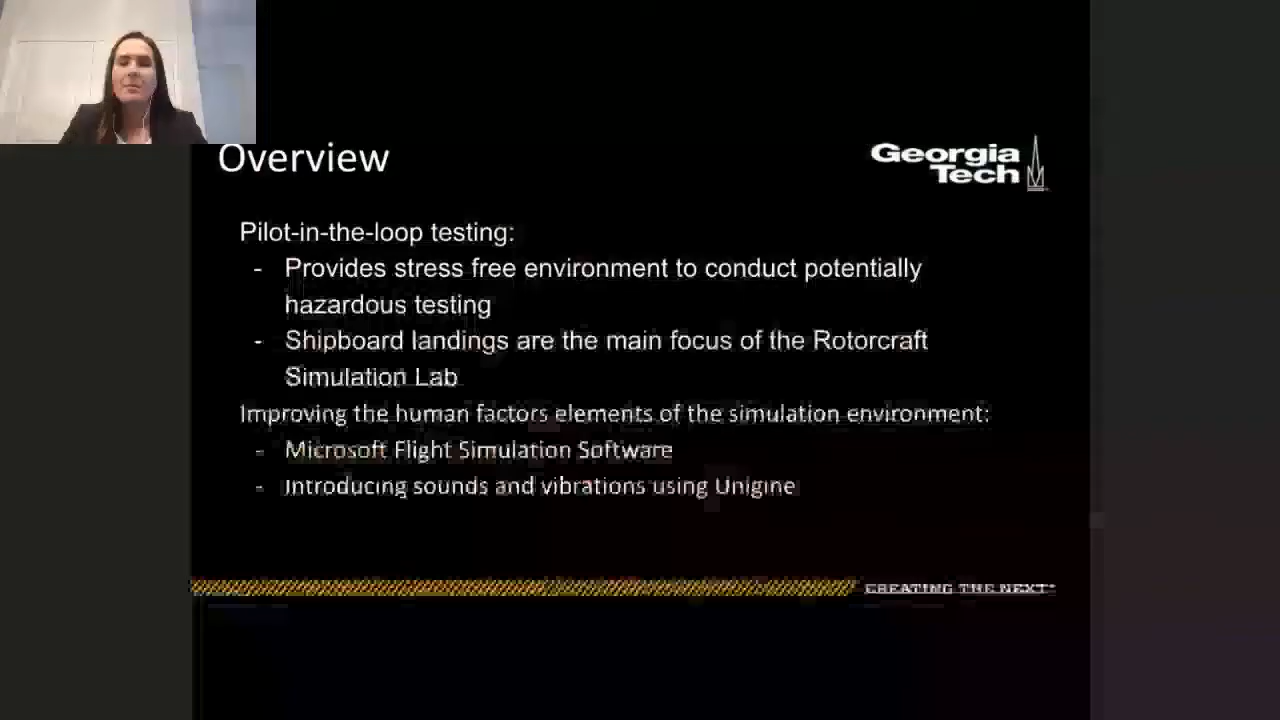 Overview
Georgia
Tech
Pilot-in-the-loop testing:
- Provides stress free environment to conduct potentially
hazardous testing
- Shipboard landings are the main focus of the Rotorcraft
Simulation Lab
Improving the human factors elements of the simulation environment:
- Microsoft Flight Simulation Software
- Introducing sounds and vibrations using Unigine
CREATING THE NEXT